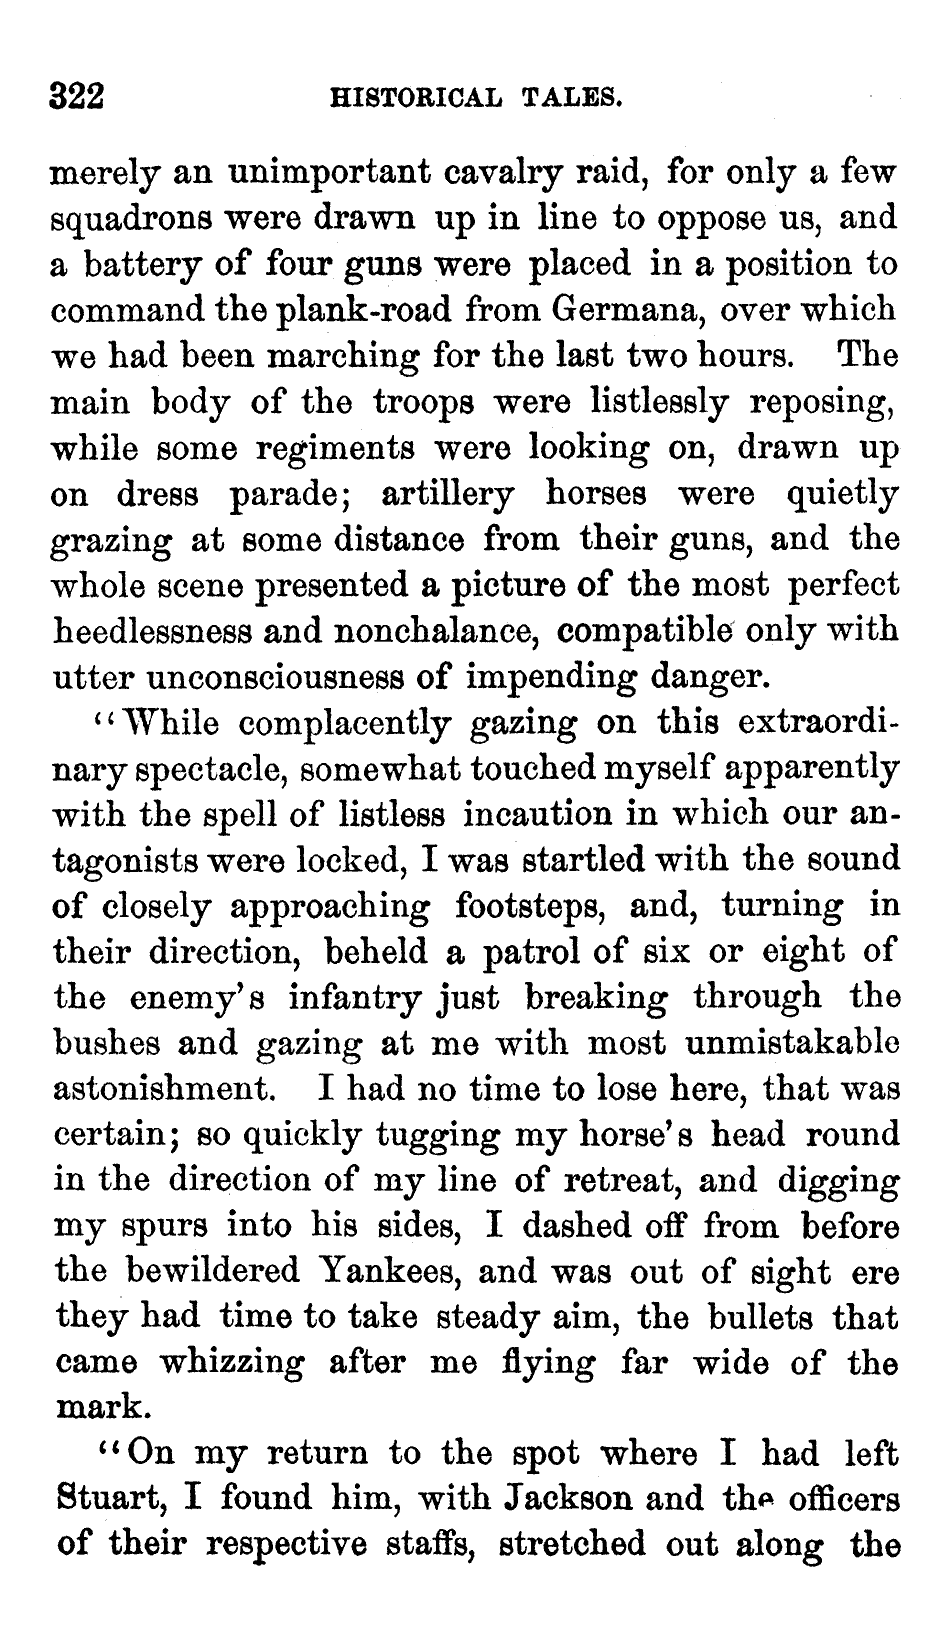 322 HISTORICAL TALES.
merely an unimportant cavalry raid, for only a few
squadrons were drawn up in line to oppose us, and
a battery of four guns were placed in a position to
command the plank-road from Germana, over which
we had been marching for the last two hours. The
main body of the troops were listlessly reposing,
while some regiments were looking on, drawn up
on dress parade; artillery horses were quietly
grazing at some distance from their guns, and the
whole scene presented a picture of the most perfect
heedlessness and nonchalance, compatible only with
utter unconsciousness of impending danger.
“While complacently gazing on this extraordi-
nary spectacle, somewhat touched myself apparently
with the spell of listless incaution in which our an-
tagonists were locked, I was startled with the sound
of closely approaching footsteps, and, turning in
their direction, beheld a patrol of six or eight of
the enemy's infantry just breaking through the
bushes and gazing at me with most unmistakable
astonishment. I had no time to lose here, that was
certain; so quickly tugging my horse's head round
in the direction of my line of retreat, and digging
my spurs into his sides, I dashed off from before
the bewildered Yankees, and was out of sight ere
they had time to take steady aim, the bullets that
came whizzing after me flying far wide of the
mark.
“On my return to the spot where I had left
Stuart, I found him, with Jackson and the officers
of their respective staffs, stretched out along the